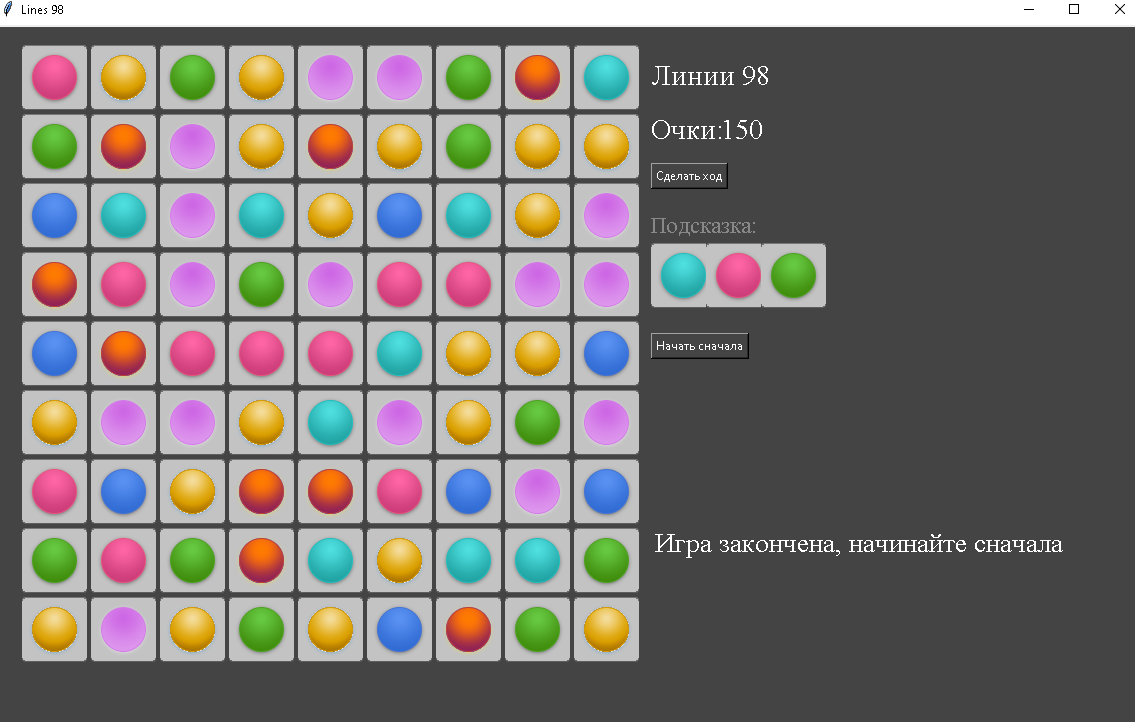 Lines 98
Линии 98
Очки:150
Сделать ход
Подсказка:
Начать сначала
Игра закончена, начинайте сначала